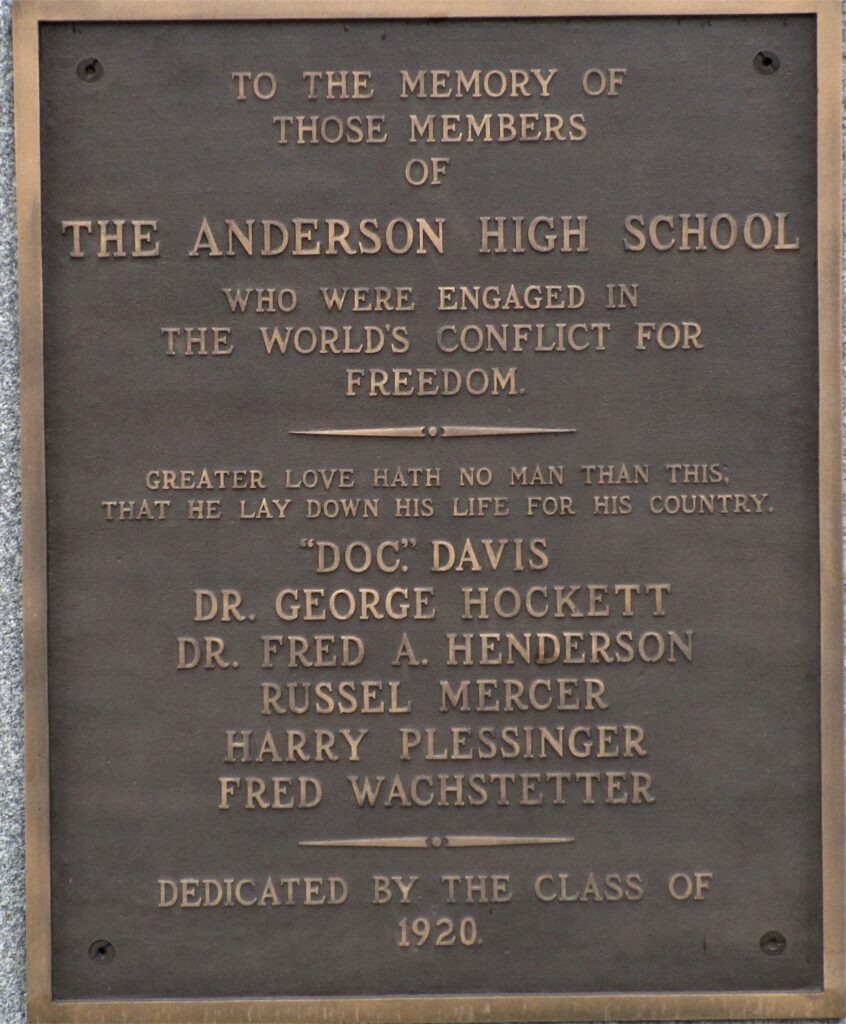 TO THE MEMORY OF
THOSE MEMBERS
OF
THE ANDERSON HIGH SCHOOL
WHO WERE ENGAGED IN
THE WORLD'S CONFLICT FOR
FREEDOM.
GREATER LOVE HATH NO MAN THAN THIS,
THAT HE LAY DOWN HIS LIFE FOR HIS COUNTRY.
"DOC." DAVIS
DR. GEORGE HOCKETT
DR. FRED A. HENDERSON
RUSSEL MERCER
HARRY PLESSINGER
FRED WACHSTETTER
DEDICATED BY THE CLASS OF
1920.